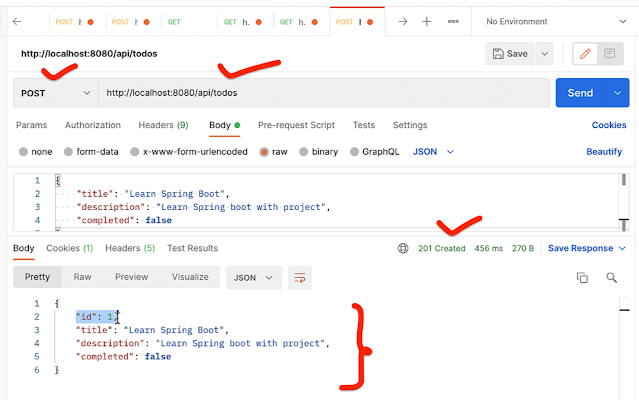 POST h POST h GET GET h. GET h. POST h No Environment
http://localhost:8080/api/todos Save
POST http://localhost:8080/api/todos Send
Params Authorization Headers (9) Body Pre-request Script Tests Settings Cookies
none form-data x-www-form-urlencoded raw binary GraphQL JSON Beautify
1 {
2 "title": "Learn Spring Boot",
3 "description": "Learn Spring boot with project",
4 "completed": false
Body Cookies (1) Headers (5) Test Results 201 Created 456 ms 270 B Save Response
Pretty Raw Preview Visualize JSON
1 {
2 "id": 1,
3 "title": "Learn Spring Boot",
4 "description": "Learn Spring boot with project",
5 "completed": false
6 }